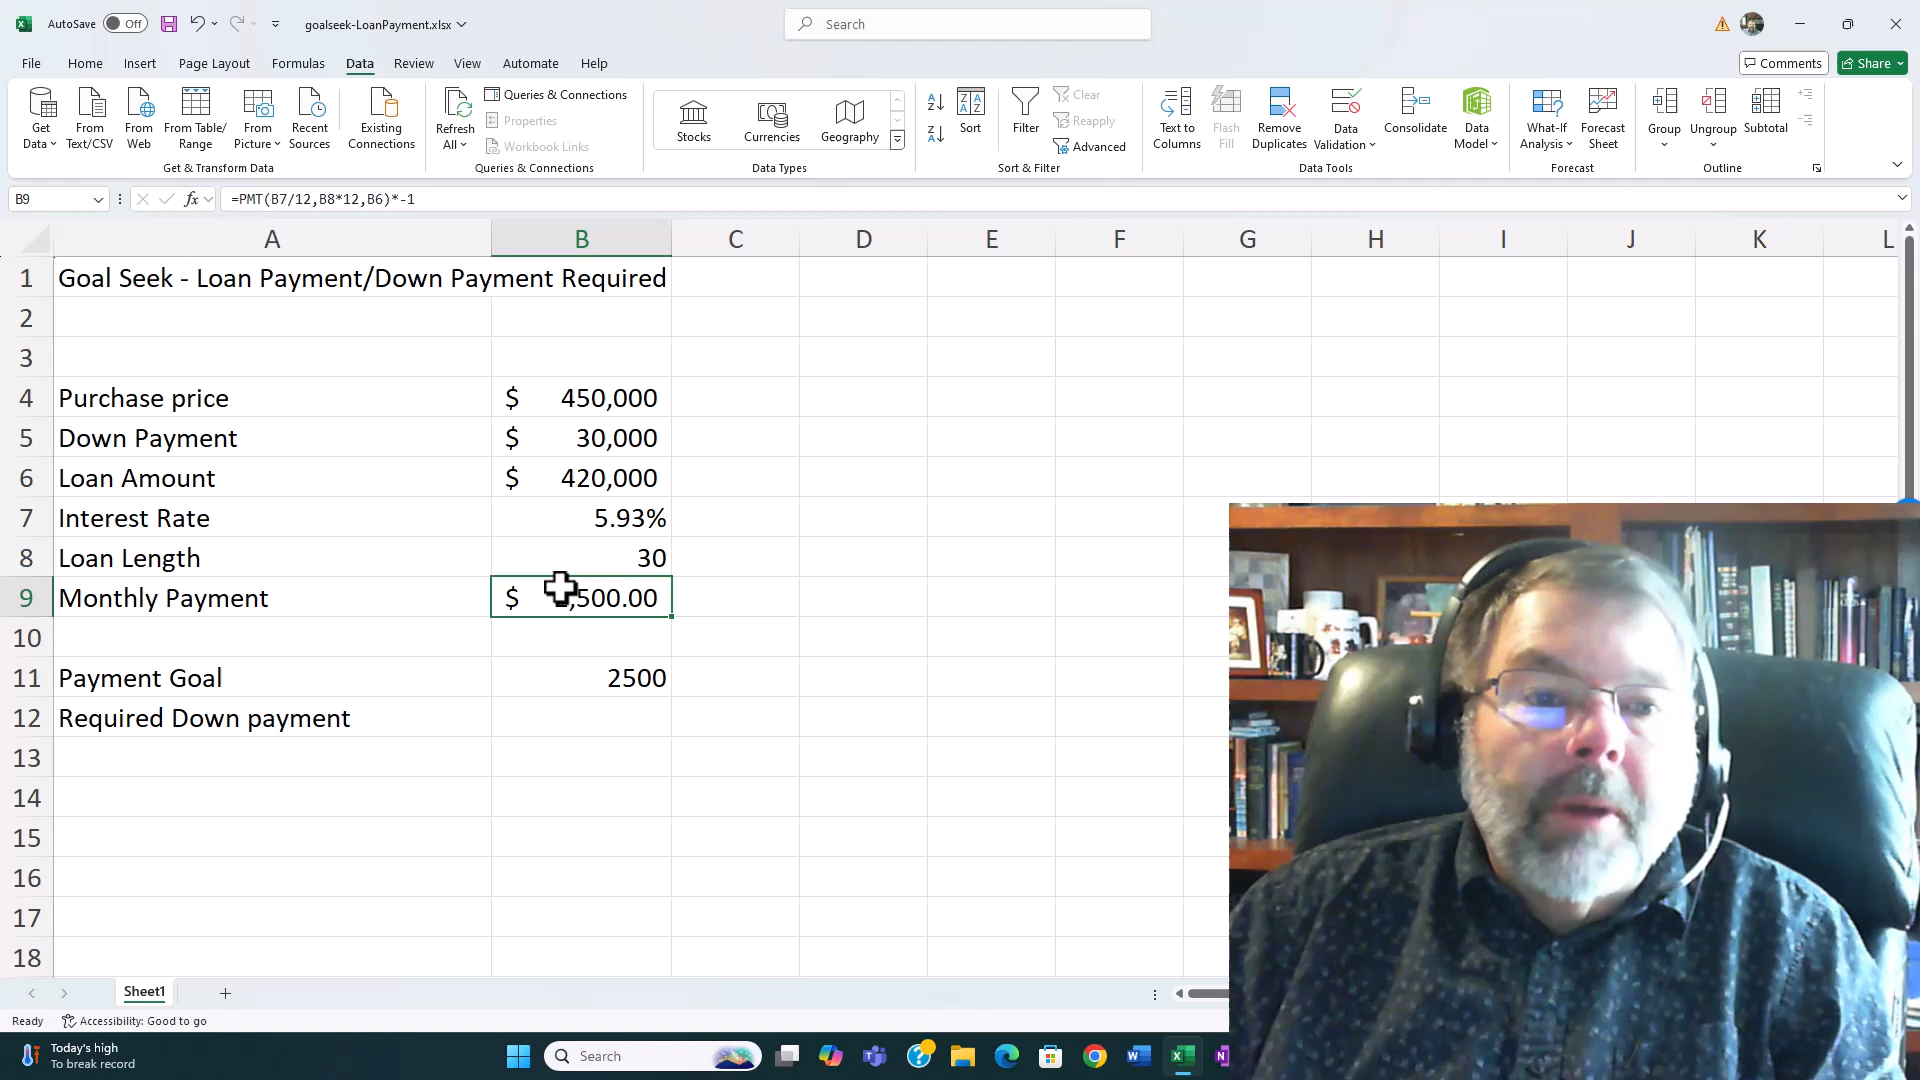 AutoSave Off goalseek-LoanPayment.xlsx Search
File Home Insert Page Layout Formulas Data Review View Automate Help Comments Share
Get Data From Text/CSV From Web From Table/ Range From Picture Recent Sources Existing Connections
Get & Transform Data
Refresh All Queries & Connections Properties Workbook Links
Queries & Connections
Stocks Currencies Geography
Data Types
Sort Filter Clear Reapply Advanced
Sort & Filter
Text to Columns Flash Fill Remove Duplicates Data Validation Consolidate Data Model
Data Tools
What-If Analysis Forecast Sheet
Forecast
Group Ungroup Subtotal
Outline
B9 fx =PMT(B7/12,B8*12,B6)*-1
A B C D E F G H I J K L
1 Goal Seek - Loan Payment/Down Payment Required
2
3
4 Purchase price $ 450,000
5 Down Payment $ 30,000
6 Loan Amount $ 420,000
7 Interest Rate 5.93%
8 Loan Length 30
9 Monthly Payment $ ,500.00
10
11 Payment Goal 2500
12 Required Down payment
13
14
15
16
17
18
Sheet1
Ready Accessibility: Good to go
Today's high
To break record
Search